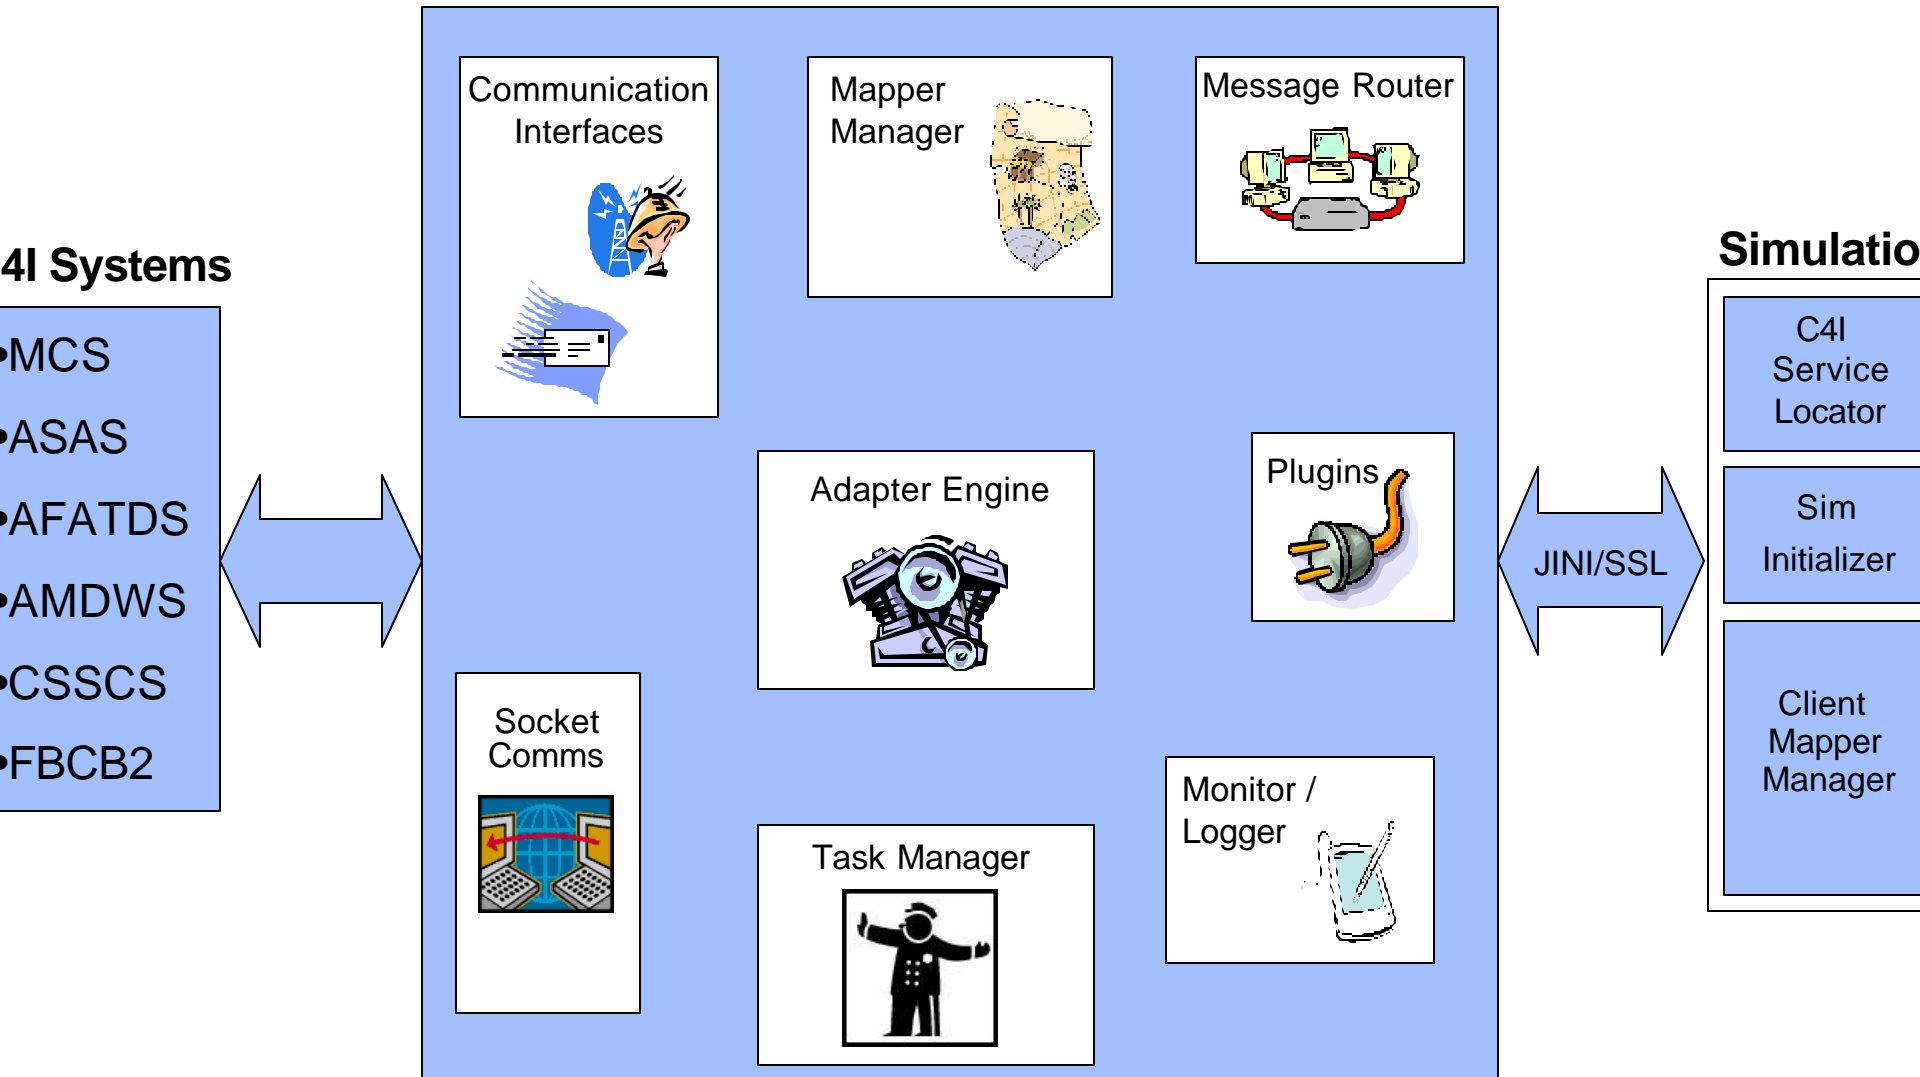 4I Systems
•MCS
•ASAS
•AFATDS
•AMDWS
•CSSCS
•FBCB2
Communication
Interfaces
Mapper
Manager
Message Router
Adapter Engine
Plugins
Socket
Comms
Task Manager
Monitor /
Logger
JINI/SSL
Simulatio
C4I
Service
Locator
Sim
Initializer
Client
Mapper
Manager